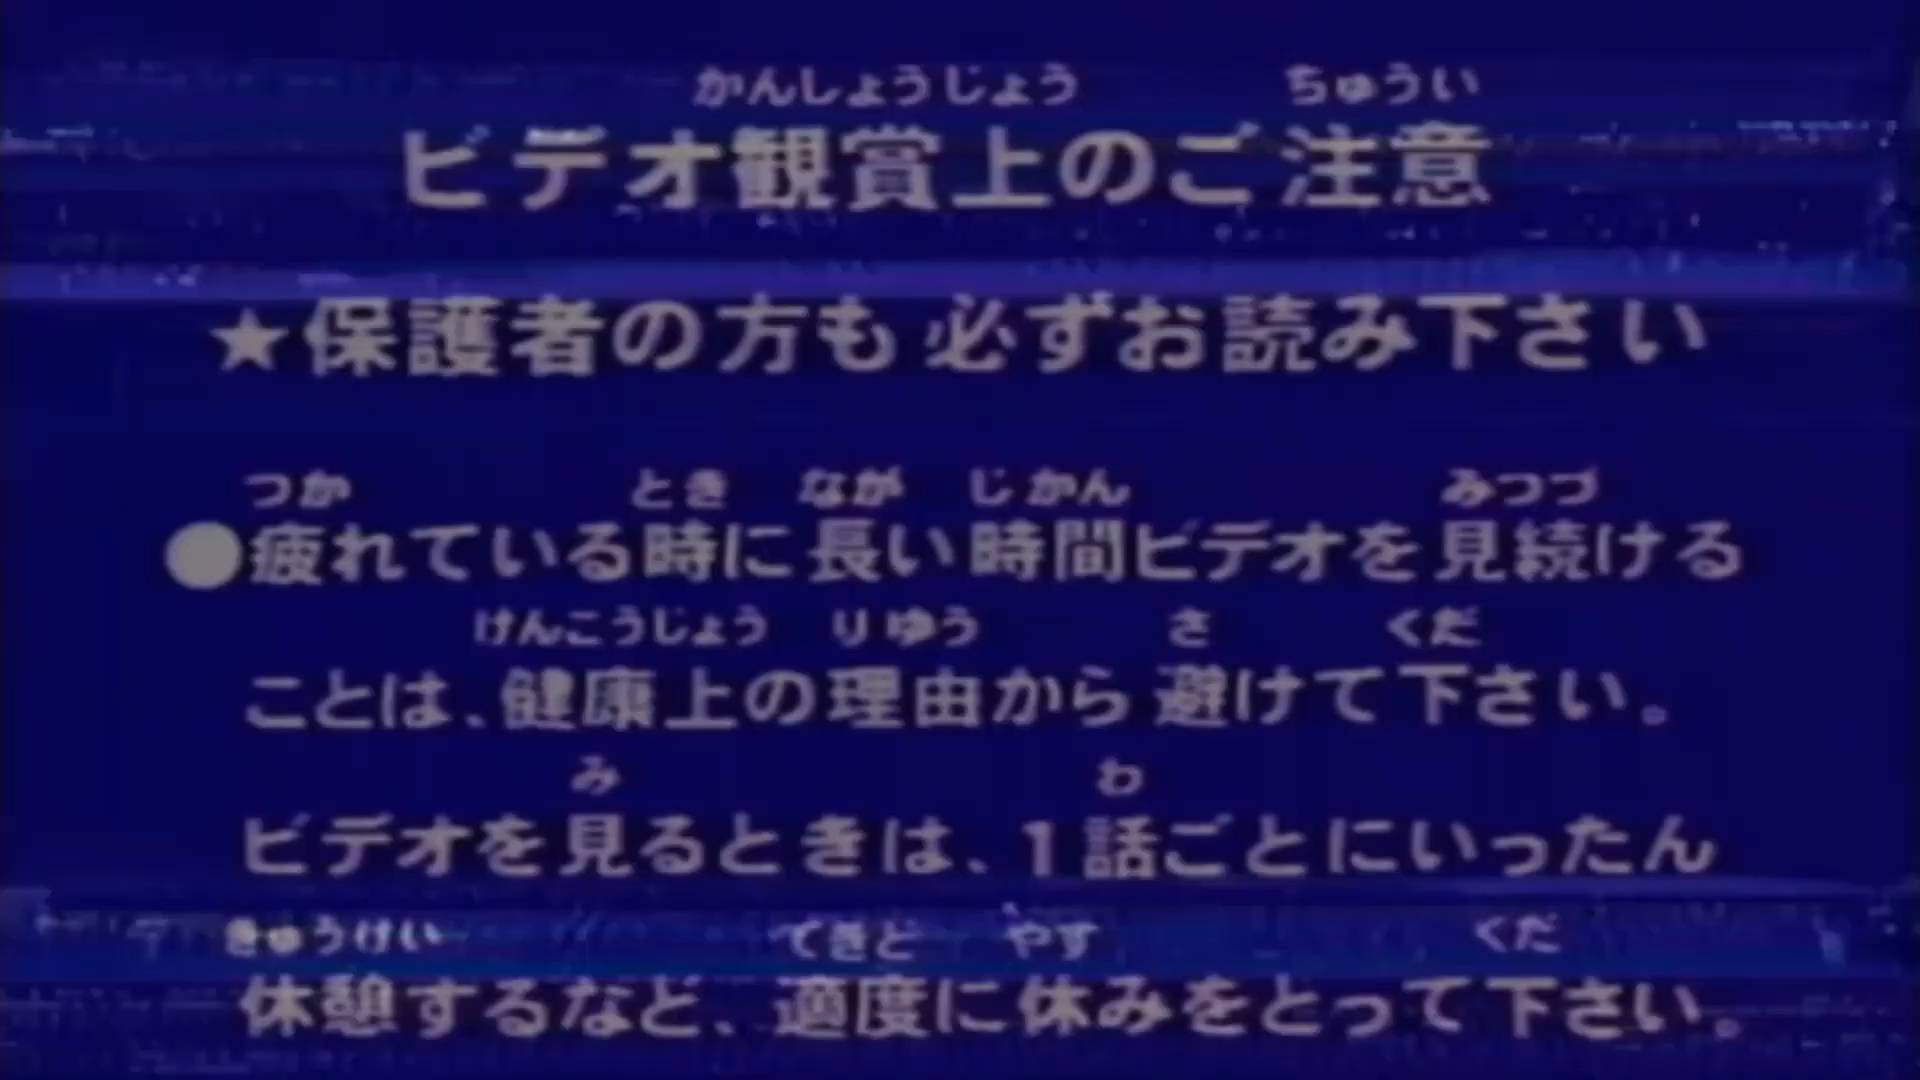 かんしょうじょう ちゅうい
ビデオ観賞上のご注意
★保護者の方も必ずお読み下さい
つか とき なが じかん みつづ
●疲れている時に長い時間ビデオを見続ける
けんこうじょう りゆう さ くだ
ことは、健康上の理由から避けて下さい。
み わ
ビデオを見るときは、1話ごとにいったん
きゅうけい てきど やす くだ
休憩するなど、適度に休みをとって下さい。